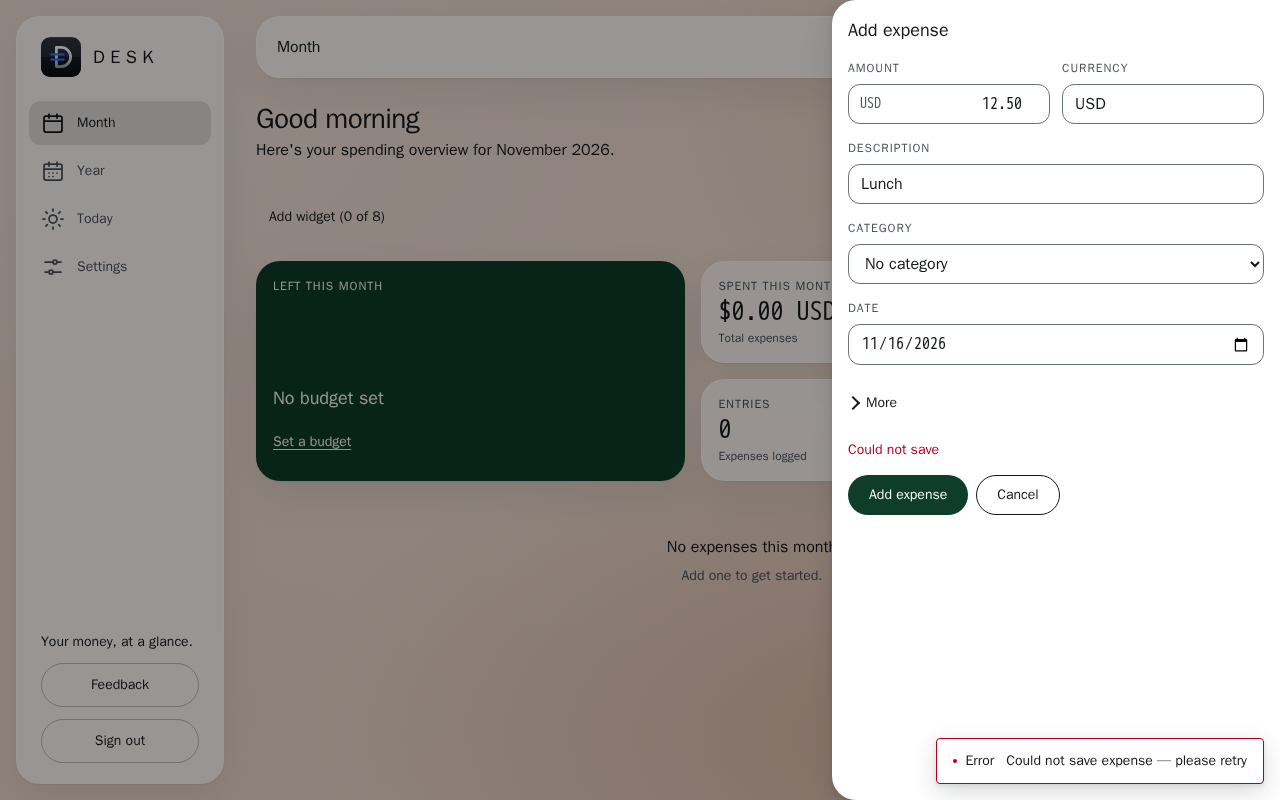 DESK
Month
Year
Today
Settings
Your money, at a glance.
Feedback
Sign out
Month
Good morning
Here's your spending overview for November 2026.
Add widget (0 of 8)
LEFT THIS MONTH
No budget set
Set a budget
SPENT THIS MONT
$0.00 USD
Total expenses
ENTRIES
0
Expenses logged
No expenses this month
Add one to get started.
Add expense
AMOUNT
USD 12.50
CURRENCY
USD
DESCRIPTION
Lunch
CATEGORY
No category
DATE
11/16/2026
More
Could not save
Add expense
Cancel
Error Could not save expense — please retry